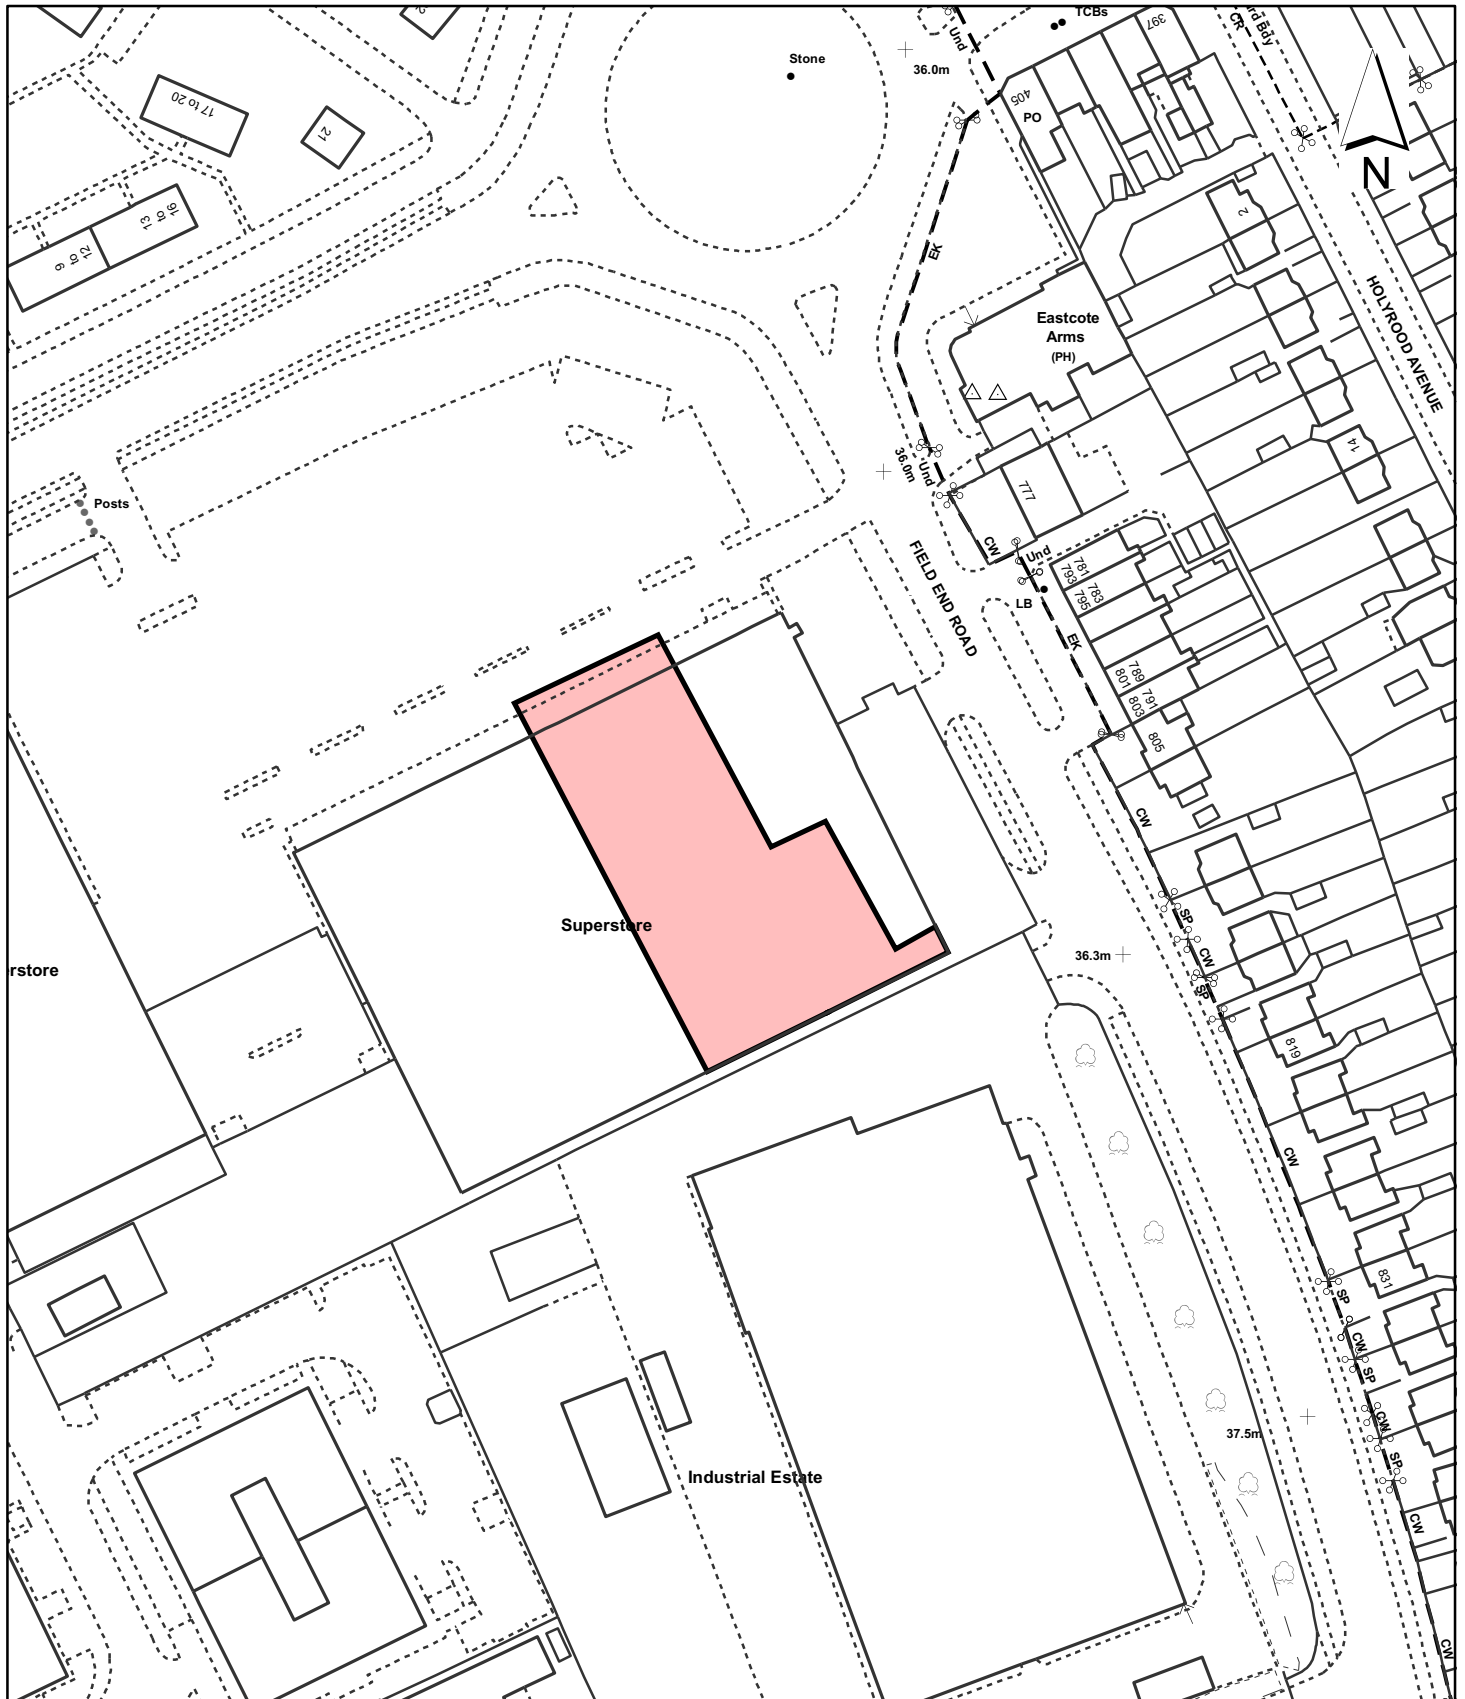 TCBs
Und
397
CR
ard Bdy
Stone
36.0m
17 to 20
21
405
PO
N
16
to
13
12
to
9
2
EK
HOLYROOD AVENUE
Eastcote
Arms
(PH)
14
36.0m
Und
777
Posts
CW
Und
FIELD END ROAD
781
793
783
795
LB
EK
789
801
791
803
805
CW
Superstore
SP
CW
36.3m
erstore
SP
819
CW
831
SP
CW
SP
CW
37.5m
SP
Industrial Estate
CW
CW